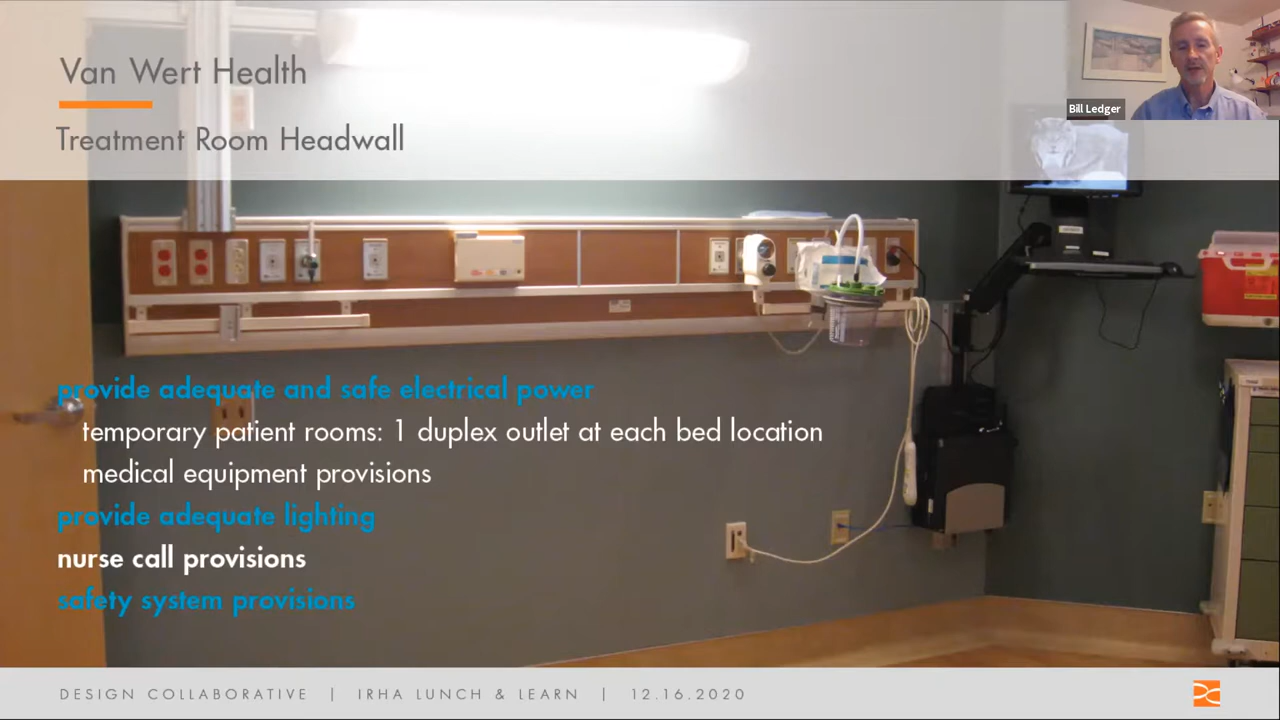 Van Wert Health
Treatment Room Headwall
Bill Ledger
provide adequate and safe electrical power
temporary patient rooms: 1 duplex outlet at each bed location
medical equipment provisions
provide adequate lighting
nurse call provisions
safety system provisions
DESIGN COLLABORATIVE | IRHA LUNCH & LEARN | 12.16.2020